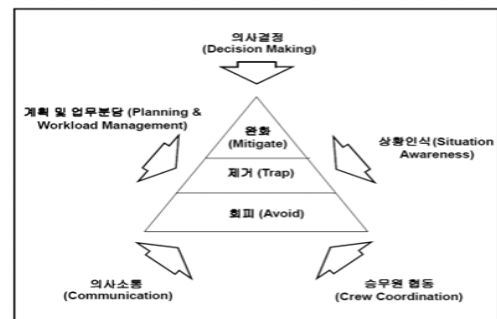 의사결정
(Decision Making)
계획 및 업무분담 (Planning &
Workload Management)
완화
(Mitigate)
상황인식(Situation
Awareness)
제거 (Trap)
회피 (Avoid)
의사소통
(Communication)
승무원 협동
(Crew Coordination)